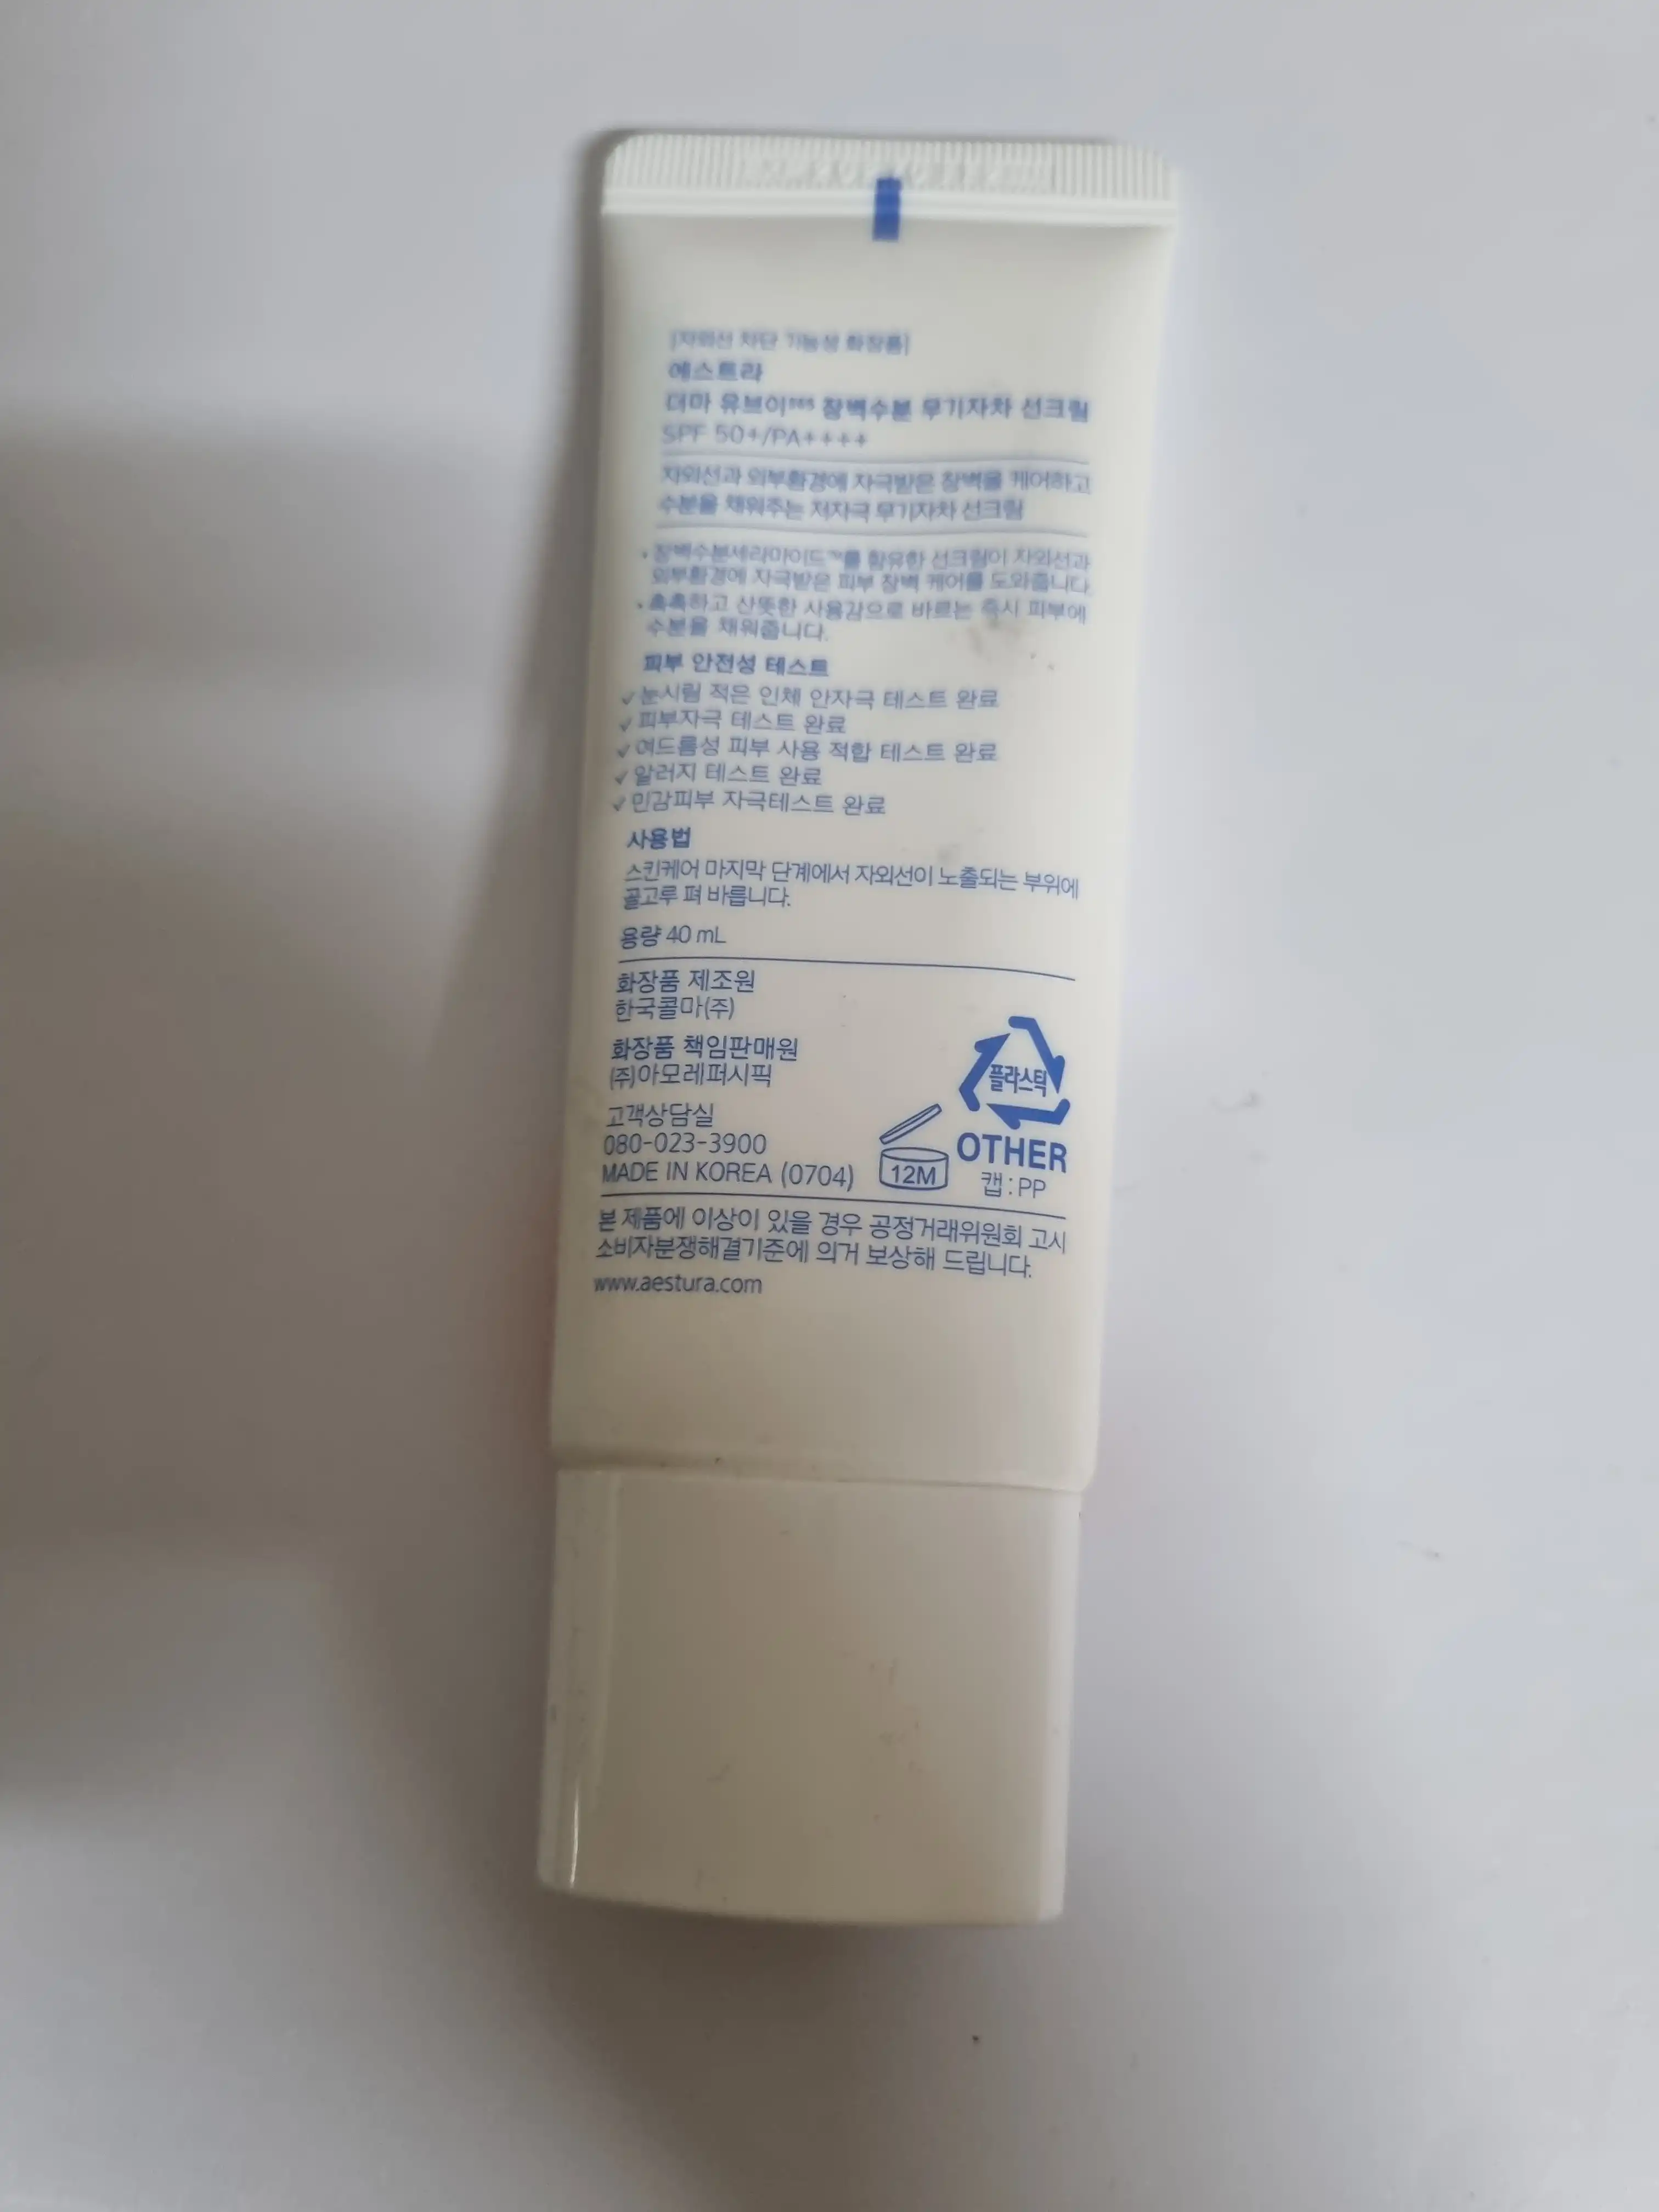 [자외선 차단 기능성 화장품]
에스트라
더마 유브이365 장벽수분 무기자차 선크림
SPF 50+/PA++++
자외선과 외부환경에 자극받은 장벽을 케어하고
수분을 채워주는 저자극 무기자차 선크림
• 장벽수분세라마이드™를 함유한 선크림이 자외선과
외부환경에 자극받은 피부 장벽 케어를 도와줍니다.
• 촉촉하고 산뜻한 사용감으로 바르는 즉시 피부에
수분을 채워줍니다.
피부 안전성 테스트
✓ 눈시림 적은 인체 안자극 테스트 완료
✓ 피부자극 테스트 완료
✓ 여드름성 피부 사용 적합 테스트 완료
✓ 알러지 테스트 완료
✓ 민감피부 자극테스트 완료
사용법
스킨케어 마지막 단계에서 자외선이 노출되는 부위에
골고루 펴 바릅니다.
용량 40 mL
화장품 제조원
한국콜마(주)
화장품 책임판매원
(주)아모레퍼시픽
고객상담실
080-023-3900
MADE IN KOREA (0704)
12M
플라스틱
OTHER
캡 : PP
본 제품에 이상이 있을 경우 공정거래위원회 고시
소비자분쟁해결기준에 의거 보상해 드립니다.
www.aestura.com